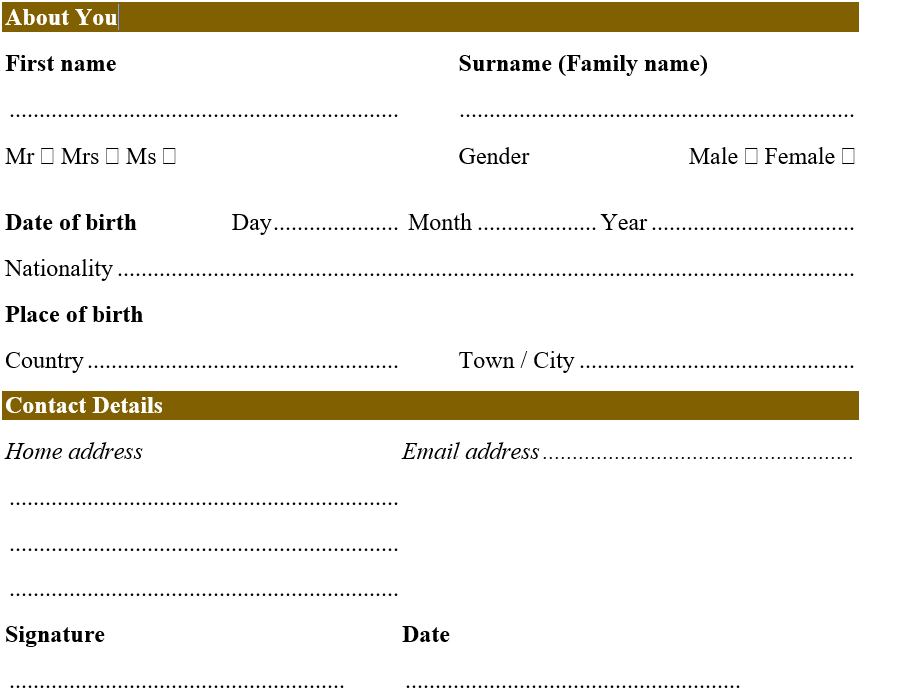 About You
First name Surname (Family name)
................................................................. ..................................................................
Mr ☐ Mrs ☐ Ms ☐ Gender Male ☐ Female ☐
Date of birth Day..................... Month .................... Year ..................................
Nationality ...........................................................................................................................
Place of birth
Country .................................................... Town / City ..............................................
Contact Details
Home address Email address....................................................
.................................................................
.................................................................
.................................................................
Signature Date
........................................................ ........................................................